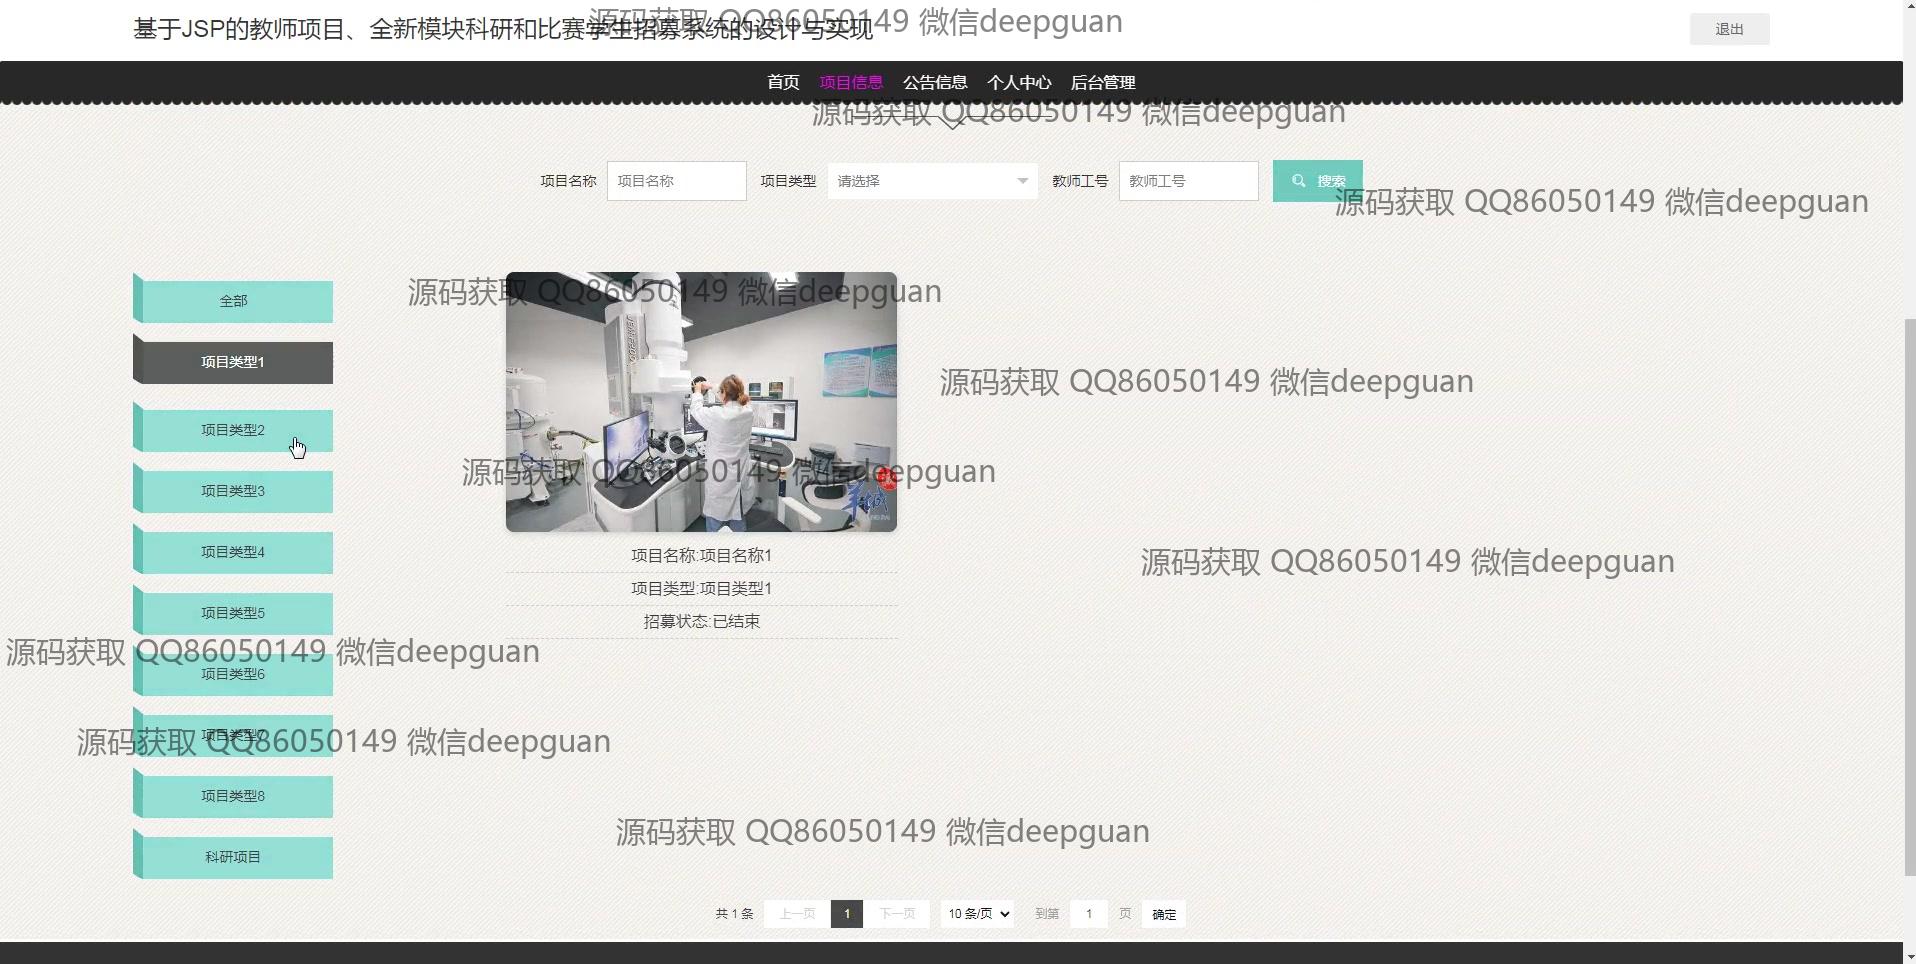 基于JSP的教师项目、全新模块科研和比赛学生招募系统的设计与实现
源码获取 QQ86050149 微信deepguan
退出
首页 项目信息 公告信息 个人中心 后台管理
源码获取 QQ86050149 微信deepguan
项目名称 项目名称 项目类型 请选择 教师工号 教师工号 搜索
源码获取 QQ86050149 微信deepguan
源码获取 QQ86050149 微信deepguan
全部
项目类型1
源码获取 QQ86050149 微信deepguan
项目类型2
源码获取 QQ86050149 微信deepguan
项目类型3
羊城
项目类型4
项目名称:项目名称1
源码获取 QQ86050149 微信deepguan
项目类型:项目类型1
项目类型5
招募状态:已结束
源码获取 QQ86050149 微信deepguan
项目类型6
项目类型7
源码获取 QQ86050149 微信deepguan
项目类型8
源码获取 QQ86050149 微信deepguan
科研项目
共 1 条 上一页 1 下一页 10 条/页 到第 1 页 确定